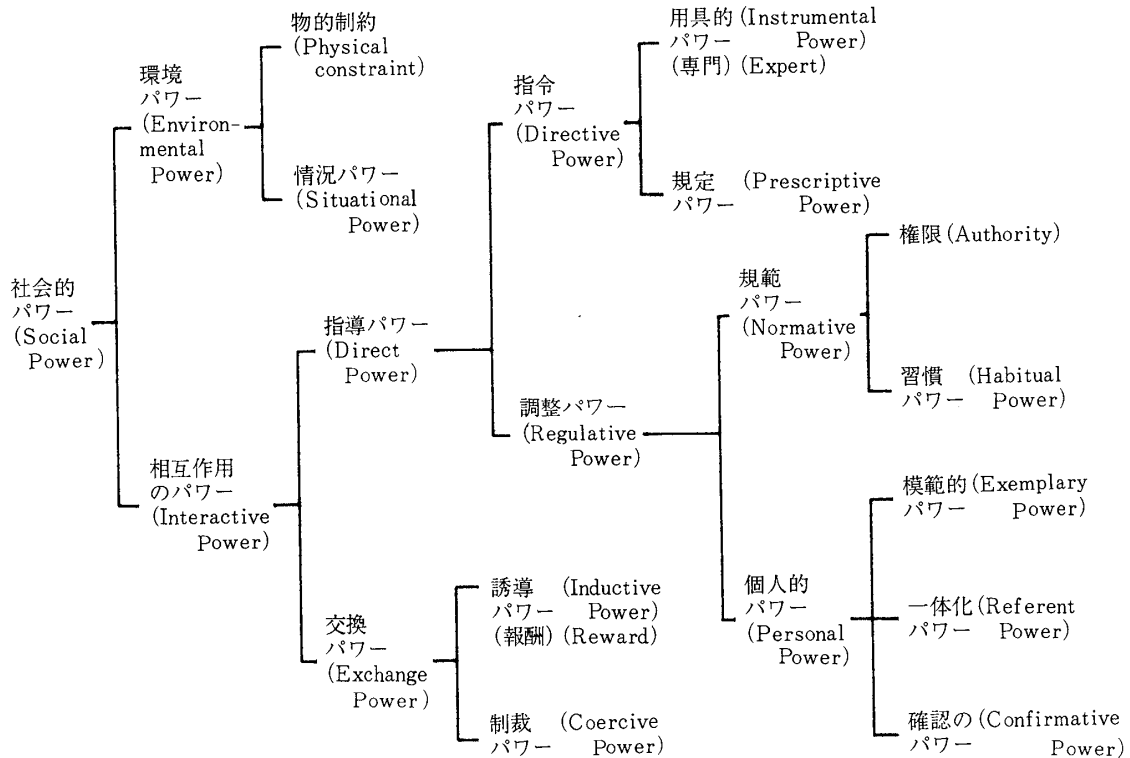 社会的
パワー
(Social
Power)
環境
パワー
(Environ-
mental
Power)
物的制約
(Physical
constraint)
情況パワー
(Situational
Power)
相互作用
のパワー
(Interactive
Power)
指導パワー
(Direct
Power)
指令
パワー
(Directive
Power)
用具的 (Instrumental
パワー Power)
(専門) (Expert)
規定 (Prescriptive
パワー Power)
調整パワー
(Regulative
Power)
規範
パワー
(Normative
Power)
権限 (Authority)
習慣 (Habitual
パワー Power)
個人的
パワー
(Personal
Power)
模範的 (Exemplary
パワー Power)
一体化 (Referent
パワー Power)
確認の (Confirmative
パワー Power)
交換
パワー
(Exchange
Power)
誘導 (Inductive
パワー Power)
(報酬) (Reward)
制裁 (Coercive
パワー Power)